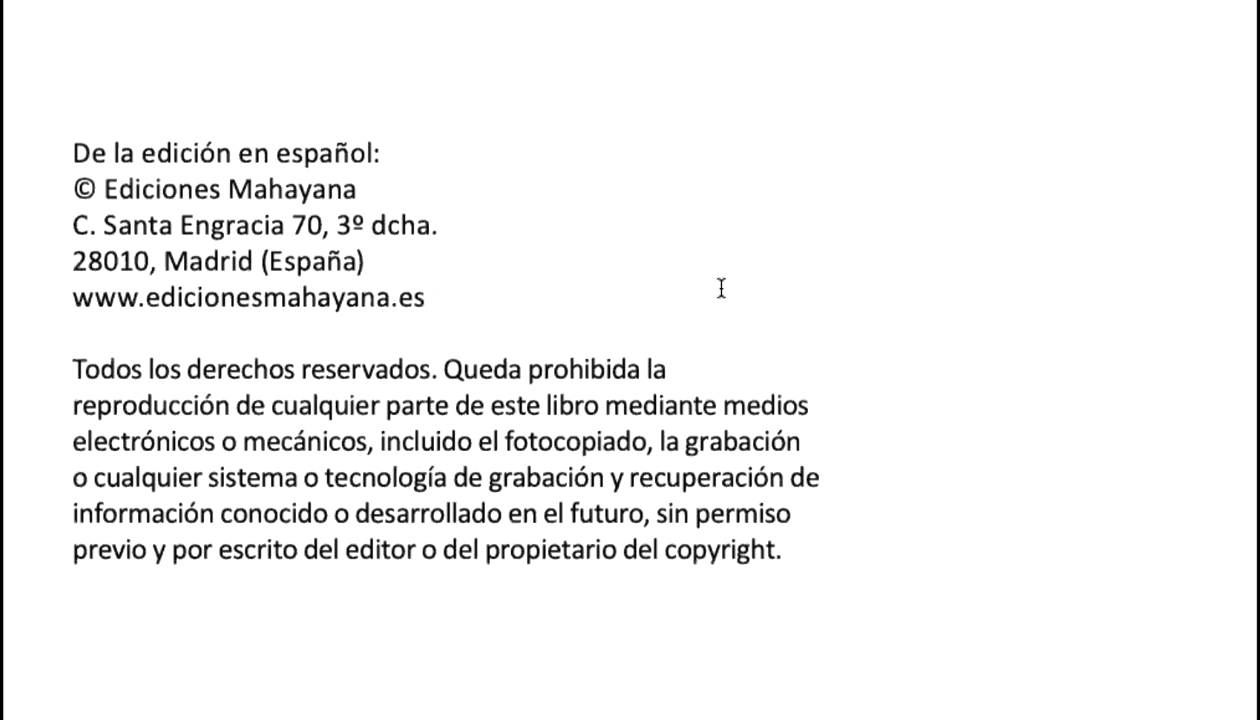 De la edición en español:
© Ediciones Mahayana
C. Santa Engracia 70, 3º dcha.
28010, Madrid (España)
www.edicionesmahayana.es
Todos los derechos reservados. Queda prohibida la
reproducción de cualquier parte de este libro mediante medios
electrónicos o mecánicos, incluido el fotocopiado, la grabación
o cualquier sistema o tecnología de grabación y recuperación de
información conocido o desarrollado en el futuro, sin permiso
previo y por escrito del editor o del propietario del copyright.